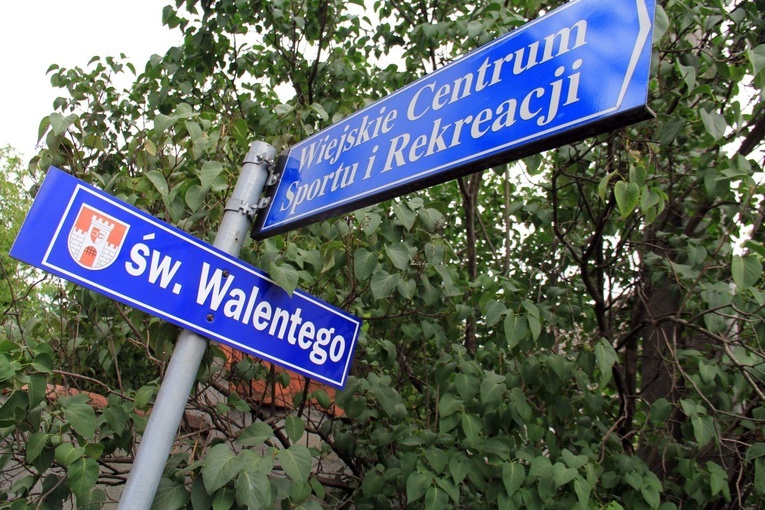 Wiejskie Centrum
Sportu i Rekreacji
św. Walentego